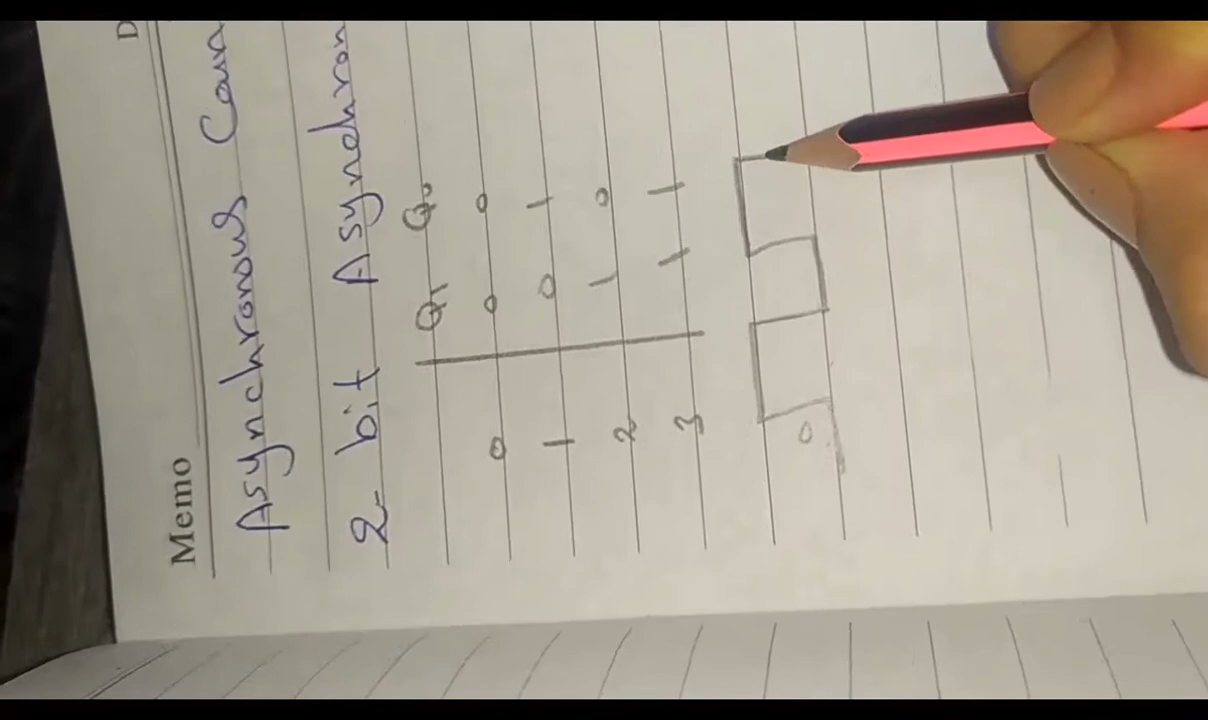 Memo D
Asynchronous Coun
2- bit Asynchron
Q1 Q0
0 0 0
1 0 1
2 1 0
3 1 1
0